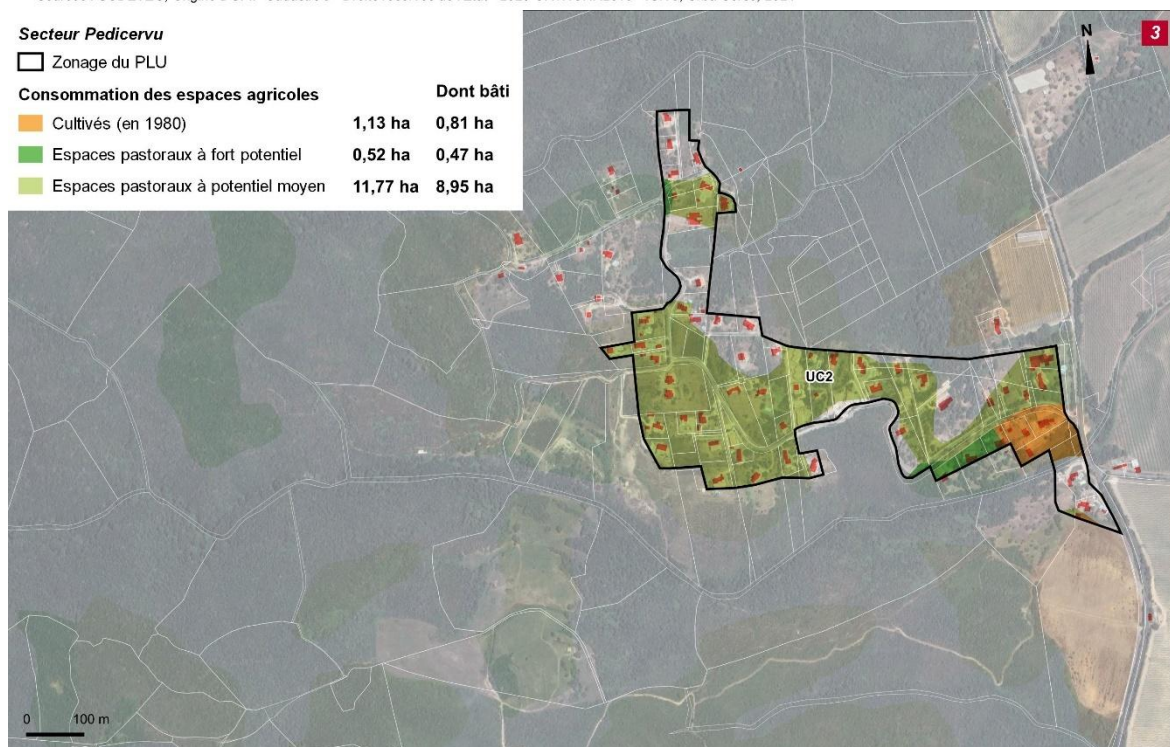 Secteur Pedicervu
3
N
Zonage du PLU
Consommation des espaces agricoles Dont bâti
Cultivés (en 1980) 1,13 ha 0,81 ha
Espaces pastoraux à fort potentiel 0,52 ha 0,47 ha
Espaces pastoraux à potentiel moyen 11,77 ha 8,95 ha
UC2
0 100 m